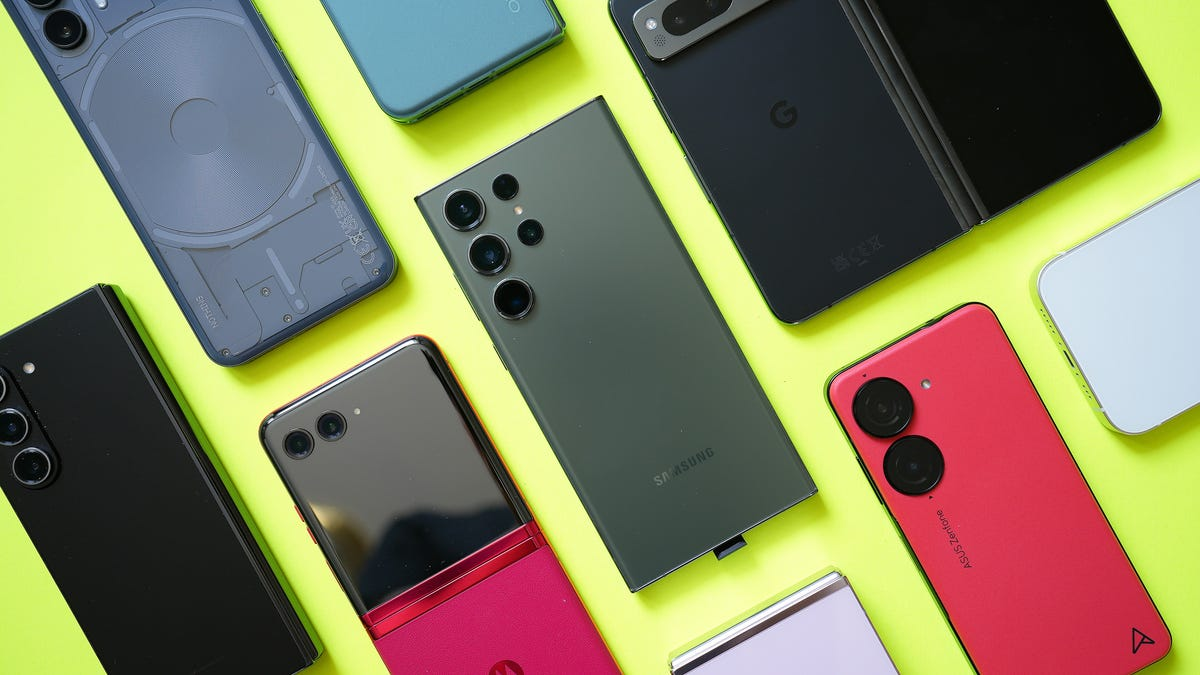 G
NOTHING
SAMSUNG
ASUS Zenfone